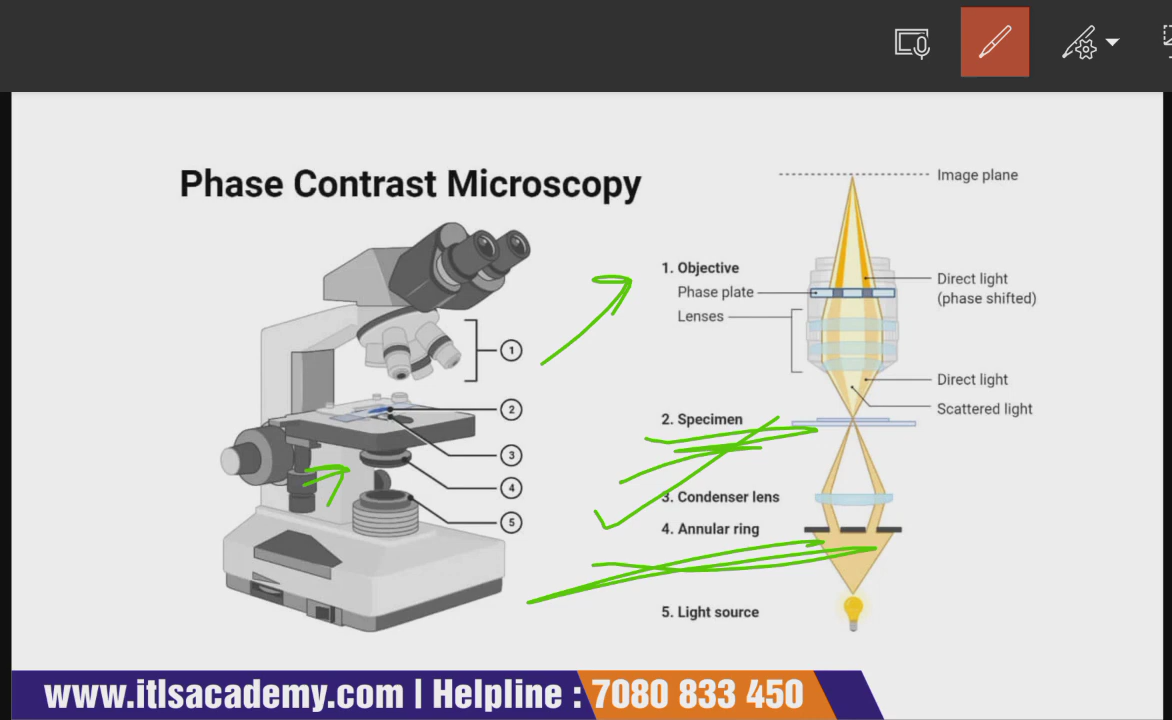 Phase Contrast Microscopy
1
2
3
4
5
Image plane
1. Objective
Phase plate
Lenses
Direct light
(phase shifted)
Direct light
Scattered light
2. Specimen
3. Condenser lens
4. Annular ring
5. Light source
www.itlsacademy.com | Helpline : 7080 833 450